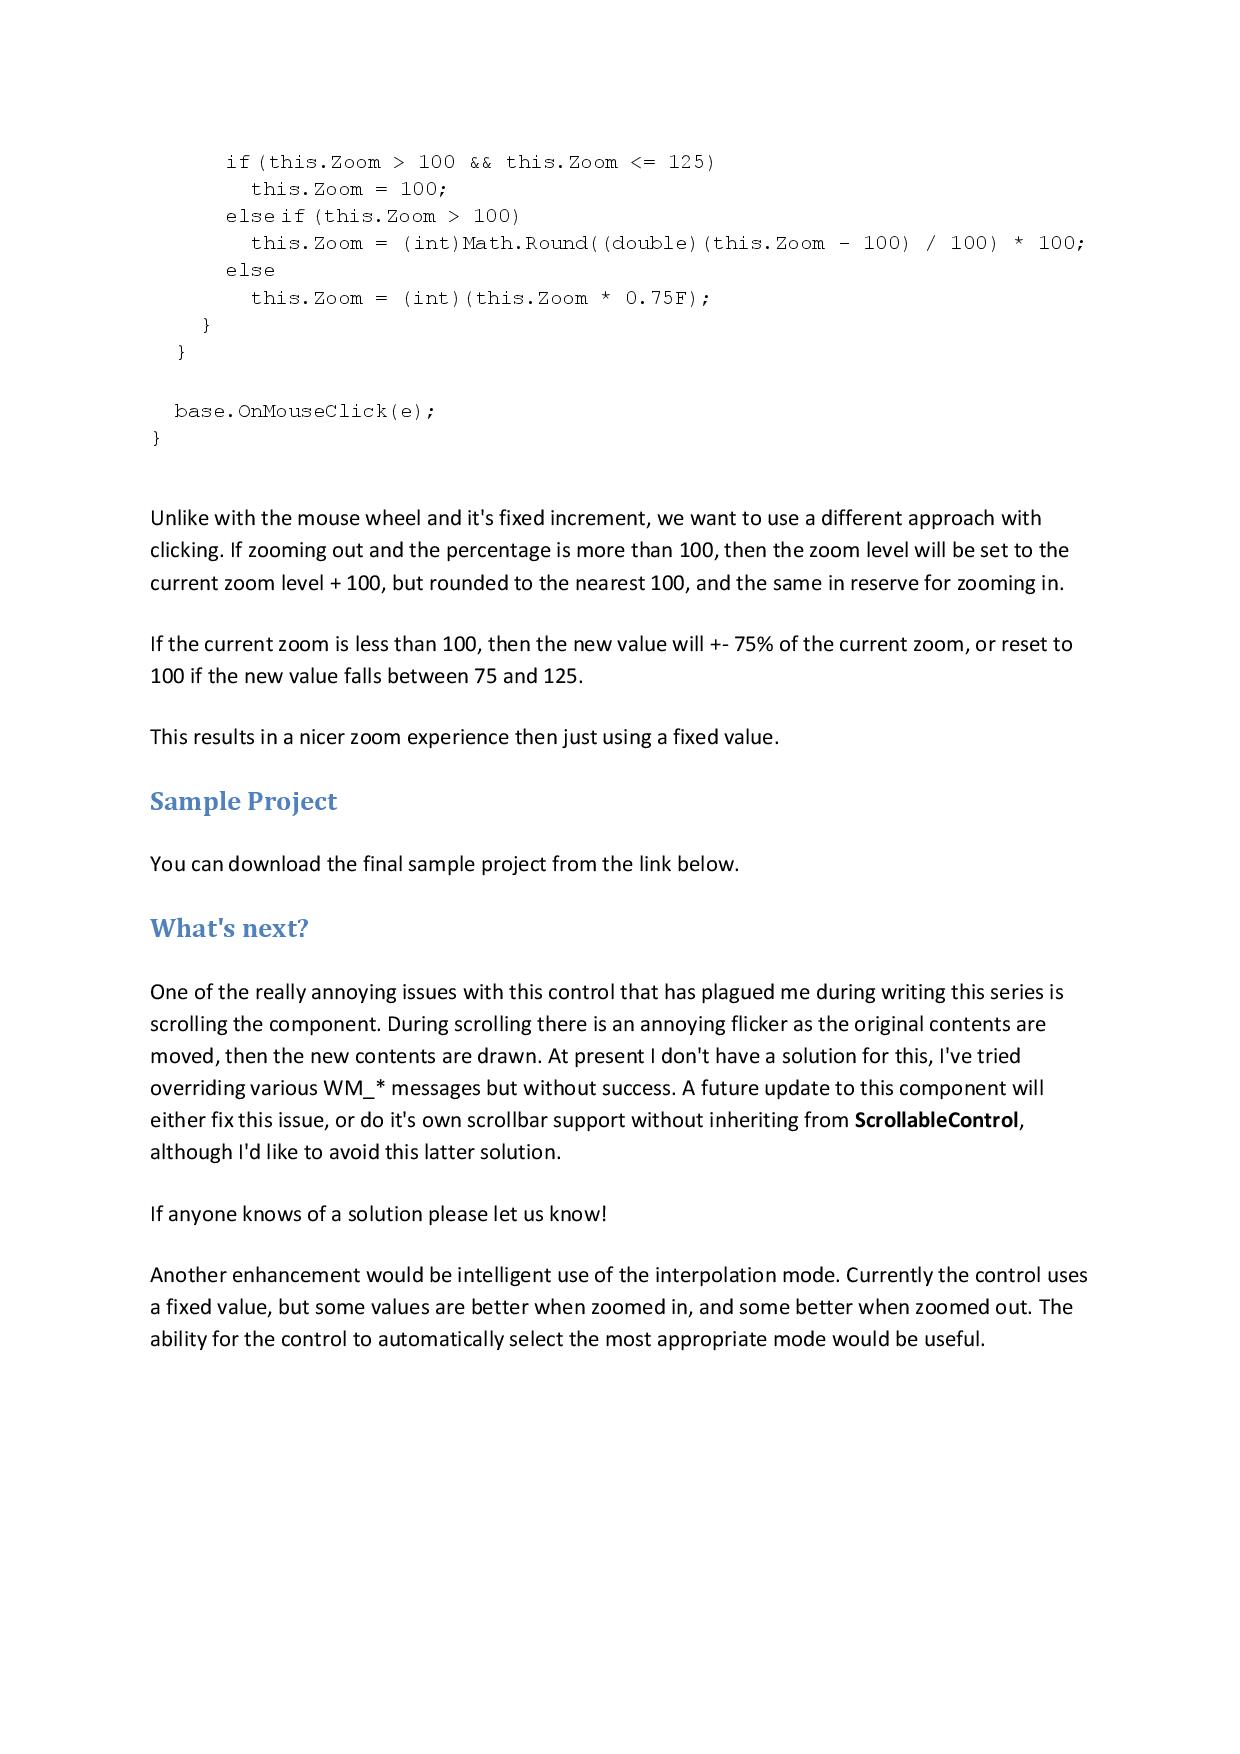 if (this.Zoom > 100 && this.Zoom <= 125)
this.Zoom = 100;
else if (this.Zoom > 100)
this.Zoom = (int)Math.Round((double)(this.Zoom - 100) / 100) * 100;
else
this.Zoom = (int)(this.Zoom * 0.75F);
}
}
base.OnMouseClick(e);
}
Unlike with the mouse wheel and it's fixed increment, we want to use a different approach with
clicking. If zooming out and the percentage is more than 100, then the zoom level will be set to the
current zoom level + 100, but rounded to the nearest 100, and the same in reserve for zooming in.
If the current zoom is less than 100, then the new value will +- 75% of the current zoom, or reset to
100 if the new value falls between 75 and 125.
This results in a nicer zoom experience then just using a fixed value.
Sample Project
You can download the final sample project from the link below.
What's next?
One of the really annoying issues with this control that has plagued me during writing this series is
scrolling the component. During scrolling there is an annoying flicker as the original contents are
moved, then the new contents are drawn. At present I don't have a solution for this, I've tried
overriding various WM_* messages but without success. A future update to this component will
either fix this issue, or do it's own scrollbar support without inheriting from ScrollableControl,
although I'd like to avoid this latter solution.
If anyone knows of a solution please let us know!
Another enhancement would be intelligent use of the interpolation mode. Currently the control uses
a fixed value, but some values are better when zoomed in, and some better when zoomed out. The
ability for the control to automatically select the most appropriate mode would be useful.